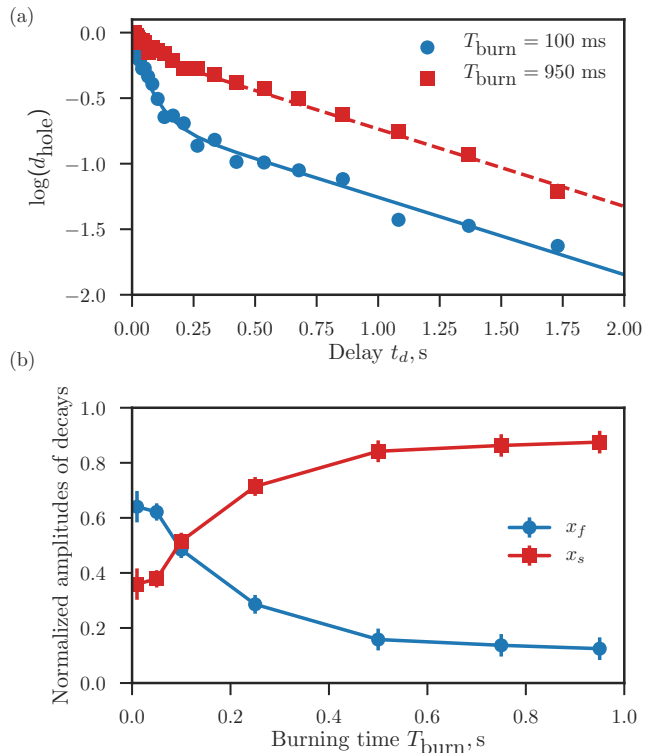 (a)
0.0
−0.5
−1.0
−1.5
−2.0
log(d_hole)
T_burn = 100 ms
T_burn = 950 ms
0.00 0.25 0.50 0.75 1.00 1.25 1.50 1.75 2.00
Delay t_d, s
(b)
1.0
0.8
0.6
0.4
0.2
0.0
Normalized amplitudes of decays
x_f
x_s
0.0 0.2 0.4 0.6 0.8 1.0
Burning time T_burn, s